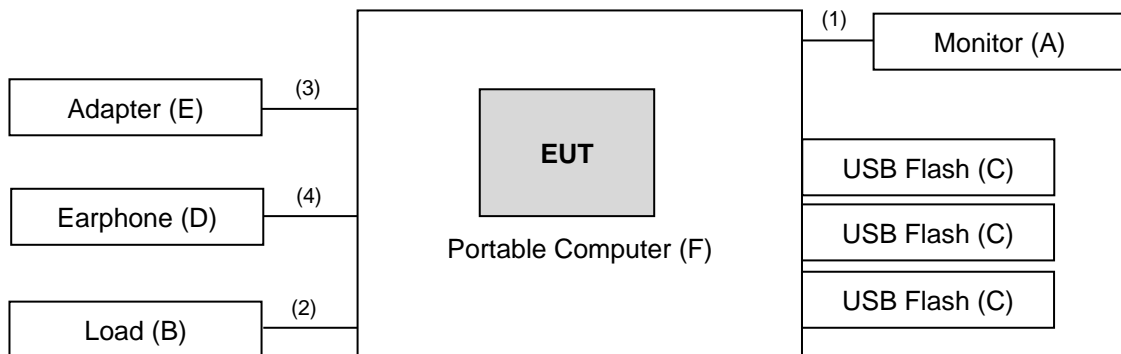 (1)
Monitor (A)
(3)
Adapter (E)
EUT
USB Flash (C)
(4)
Earphone (D)
USB Flash (C)
Portable Computer (F)
USB Flash (C)
(2)
Load (B)